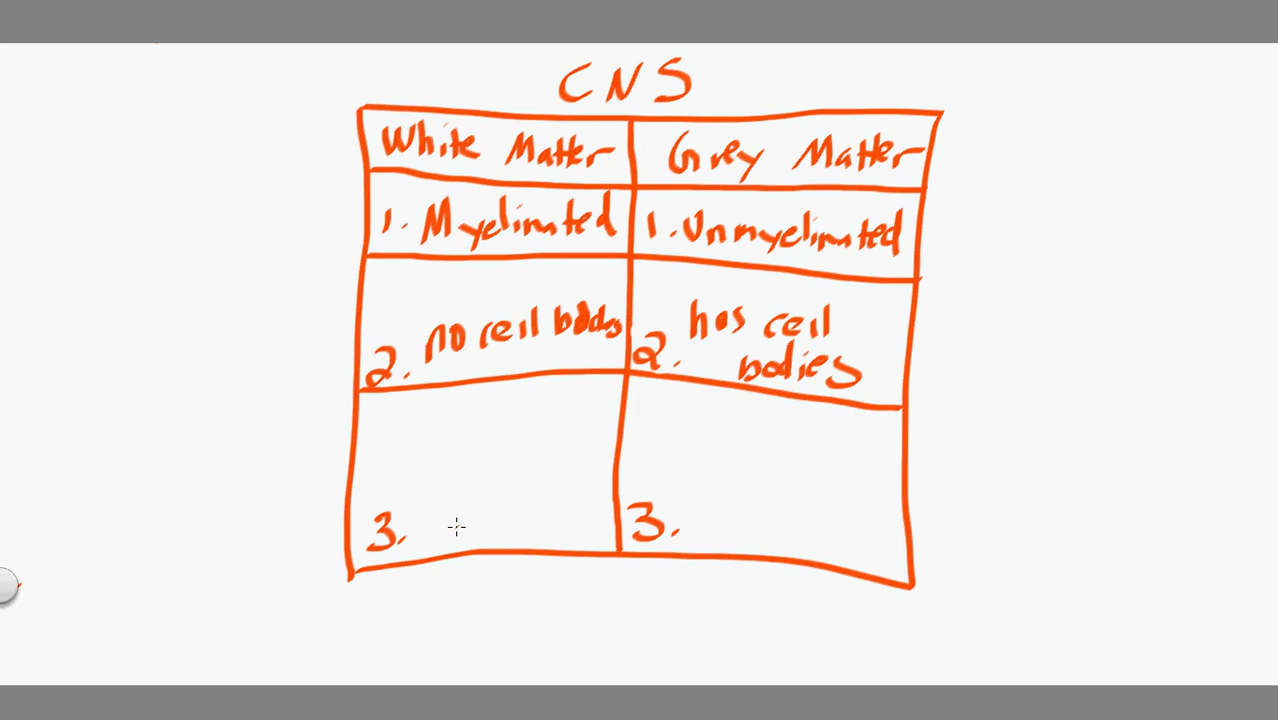 CNS
White Matter
Grey Matter
1. Myelinated
1. Unmyelinated
2. no cell bodies
2. has cell
bodies
3.
3.